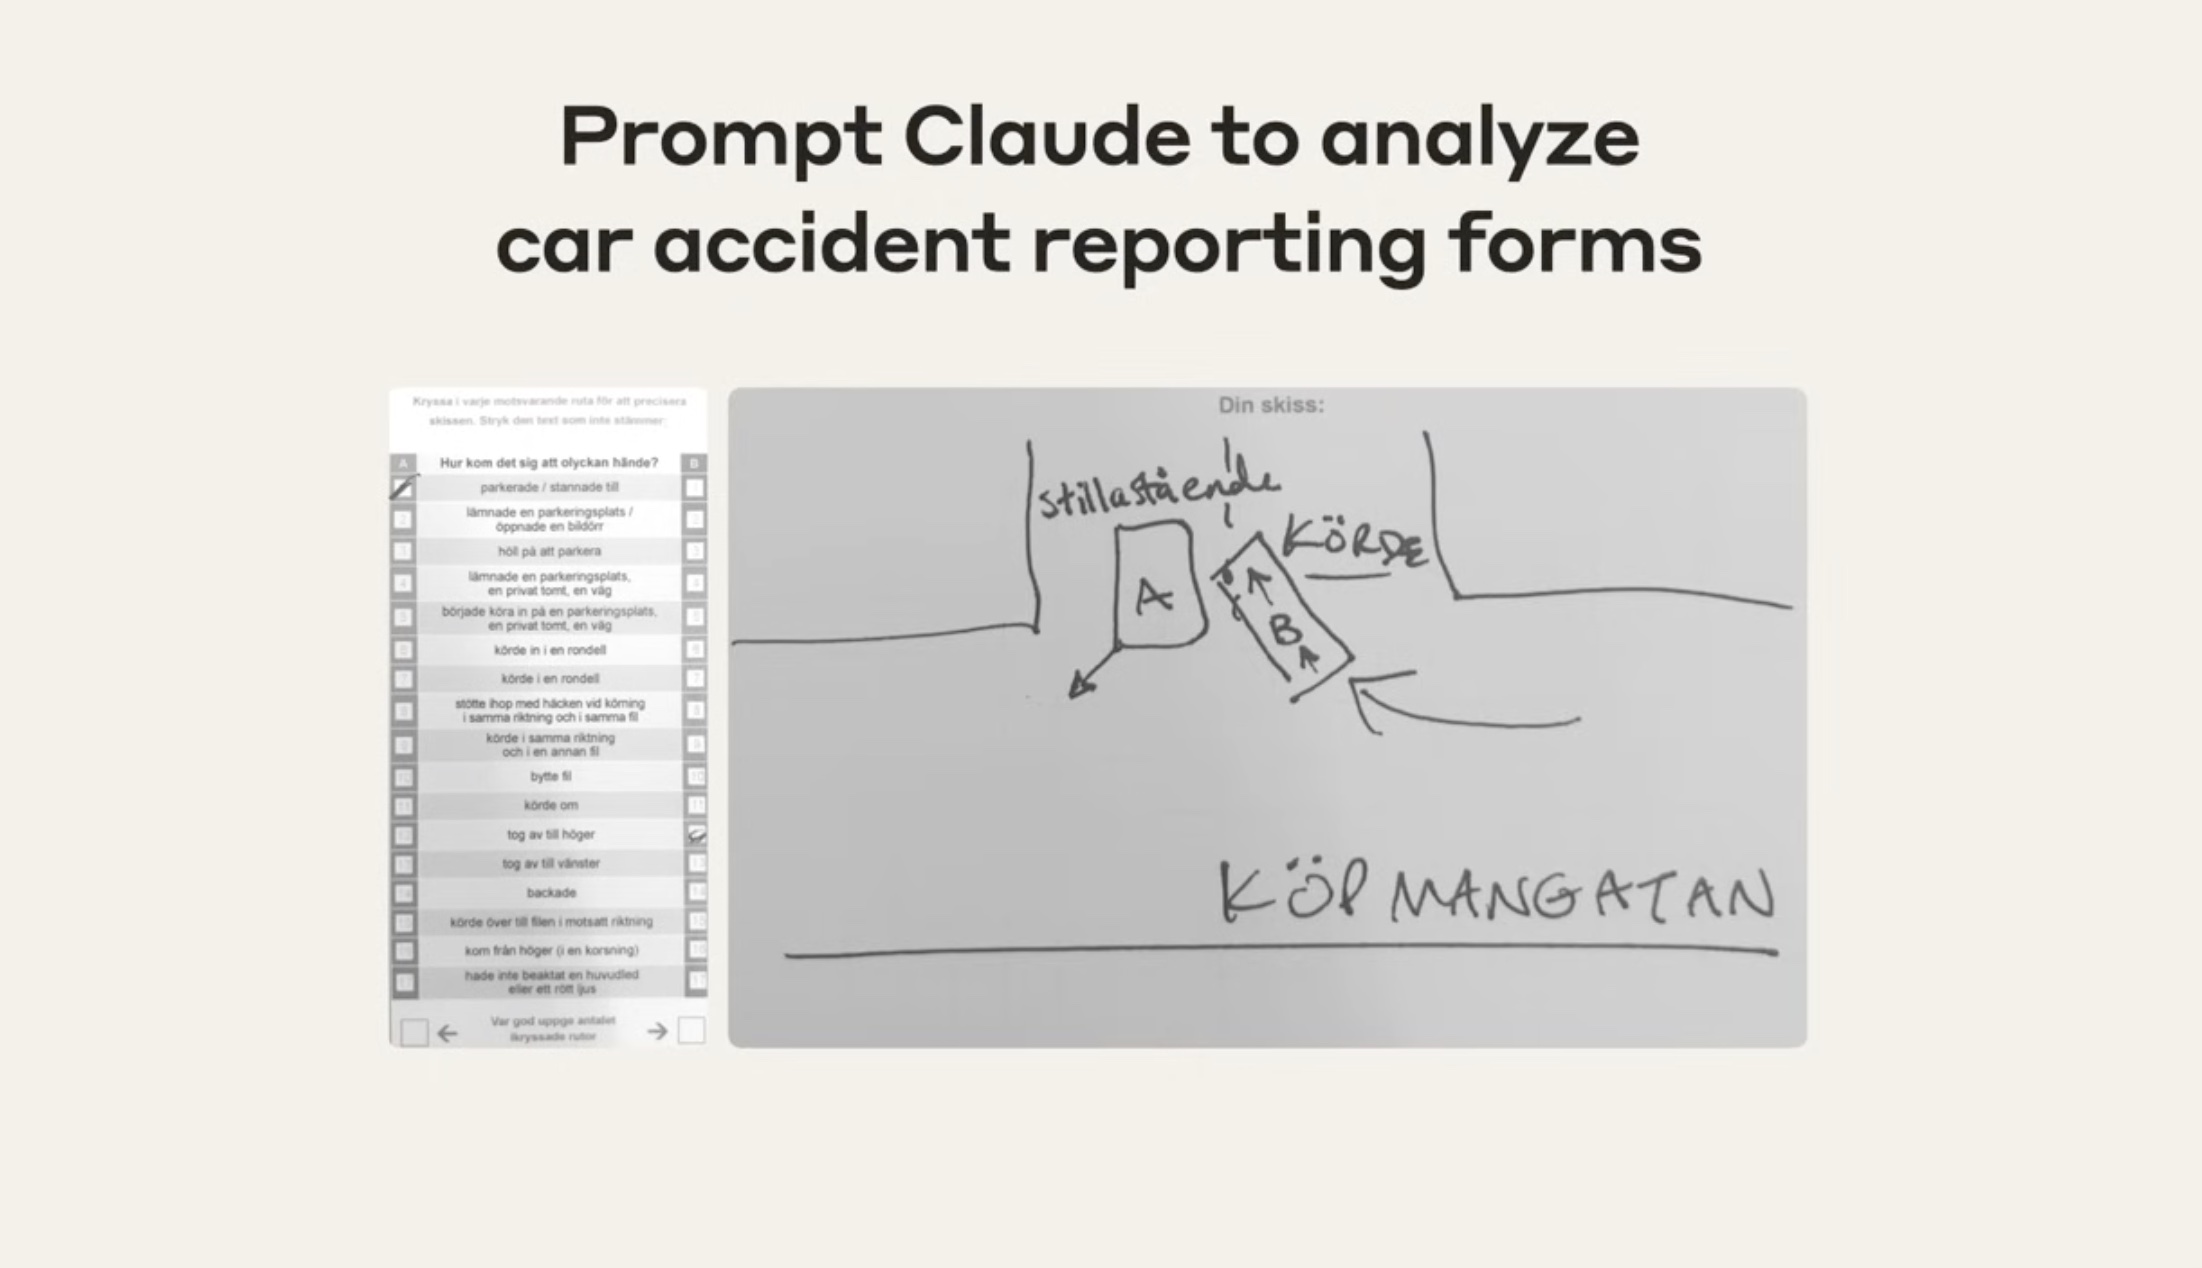 Prompt Claude to analyze
car accident reporting forms
Kryssa i varje motsvarande ruta för att precisera
skissen. Stryk den text som inte stämmer:
A Hur kom det sig att olyckan hände? B
parkerade / stannade till 1
2 lämnade en parkeringsplats / 2
öppnade en bildörr
3 höll på att parkera 3
4 lämnade en parkeringsplats, 4
en privat tomt, en väg
5 började köra in på en parkeringsplats, 5
en privat tomt, en väg
6 körde in i en rondell 6
7 körde i en rondell 7
8 stötte ihop med häcken vid körning 8
i samma riktning och i samma fil
9 körde i samma riktning 9
och i en annan fil
10 bytte fil 10
11 körde om 11
12 tog av till höger
13 tog av till vänster 13
14 backade 14
15 körde över till filen i motsatt riktning 15
16 kom från höger (i en korsning) 16
17 hade inte beaktat en huvudled 17
eller ett rött ljus
Var god uppge antalet
ikryssade rutor
Din skiss:
stillastående
KÖRDE
A
B
KÖPMANGATAN